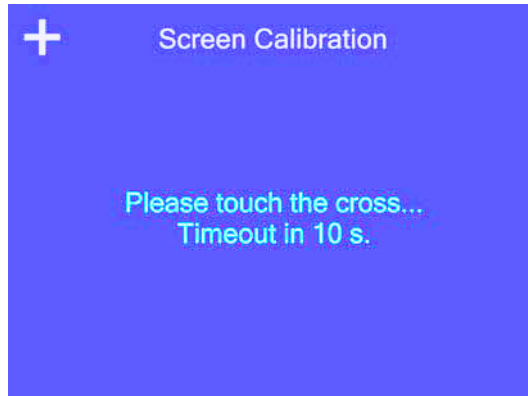 Screen Calibration
Please touch the cross...
Timeout in 10 s.